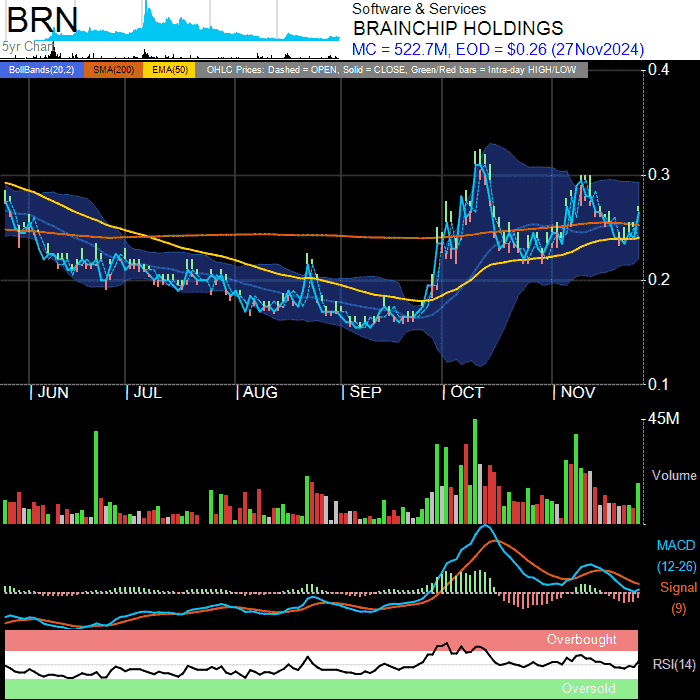 BRN
5yr Chart
Software & Services
BRAINCHIP HOLDINGS
MC = 522.7M, EOD = $0.26 (27Nov2024)
BollBands(20,2) SMA(200) EMA(50) OHLC Prices: Dashed = OPEN, Solid = CLOSE, Green/Red bars = Intra-day HIGH/LOW
0.4
0.3
0.2
0.1
JUN JUL AUG SEP OCT NOV
45M
Volume
MACD
(12-26)
Signal
(9)
Overbought
RSI(14)
Oversold